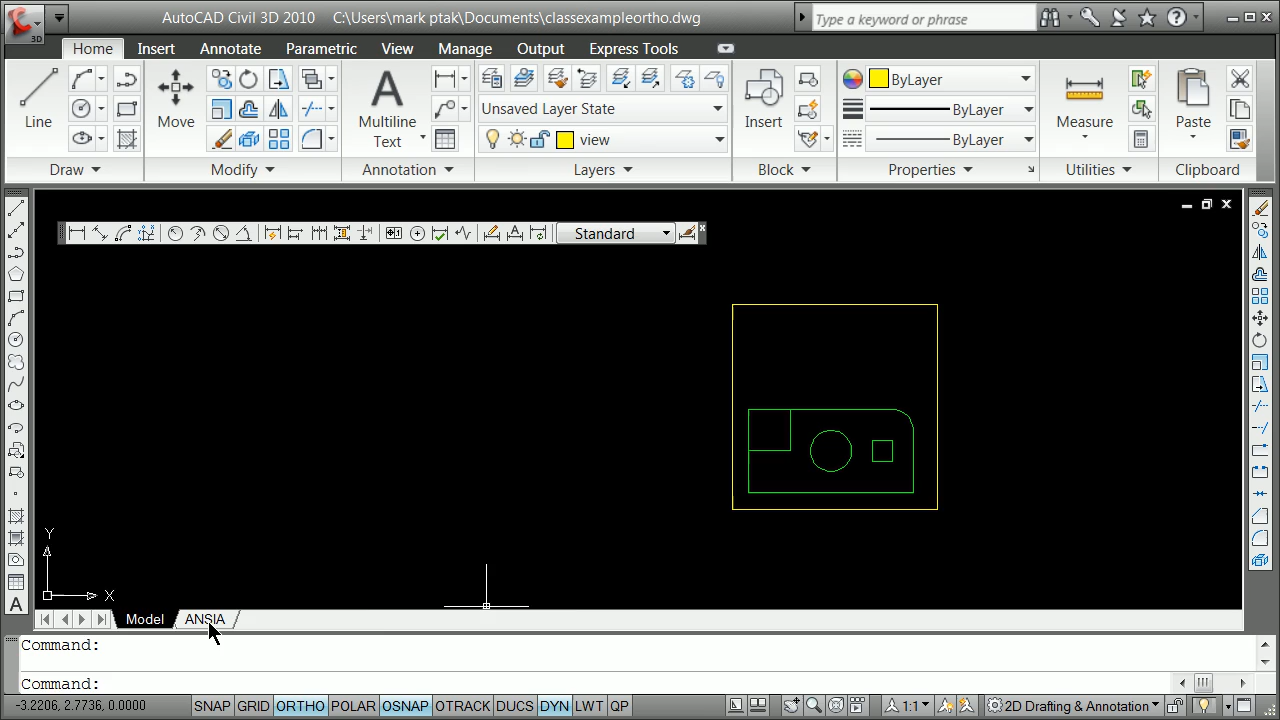 AutoCAD Civil 3D 2010 C:\Users\mark ptak\Documents\classexampleortho.dwg
Type a keyword or phrase
3D
Home Insert Annotate Parametric View Manage Output Express Tools
Line
Move
Multiline
Text
Unsaved Layer State
view
Insert
ByLayer
ByLayer
ByLayer
Measure
Paste
Draw Modify Annotation Layers Block Properties Utilities Clipboard
Standard
Y
X
A
Model ANSIA
Command:
Command:
-3.2206, 2.7736, 0.0000 SNAP GRID ORTHO POLAR OSNAP OTRACK DUCS DYN LWT QP 1:1 2D Drafting & Annotation